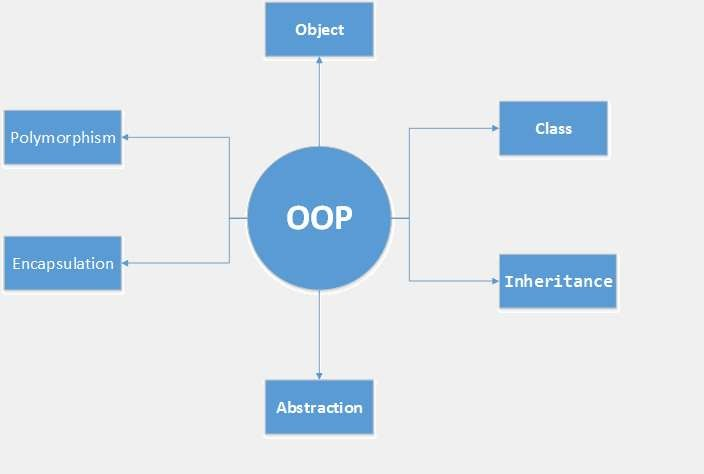 Object
Polymorphism
Class
OOP
Encapsulation
Inheritance
Abstraction